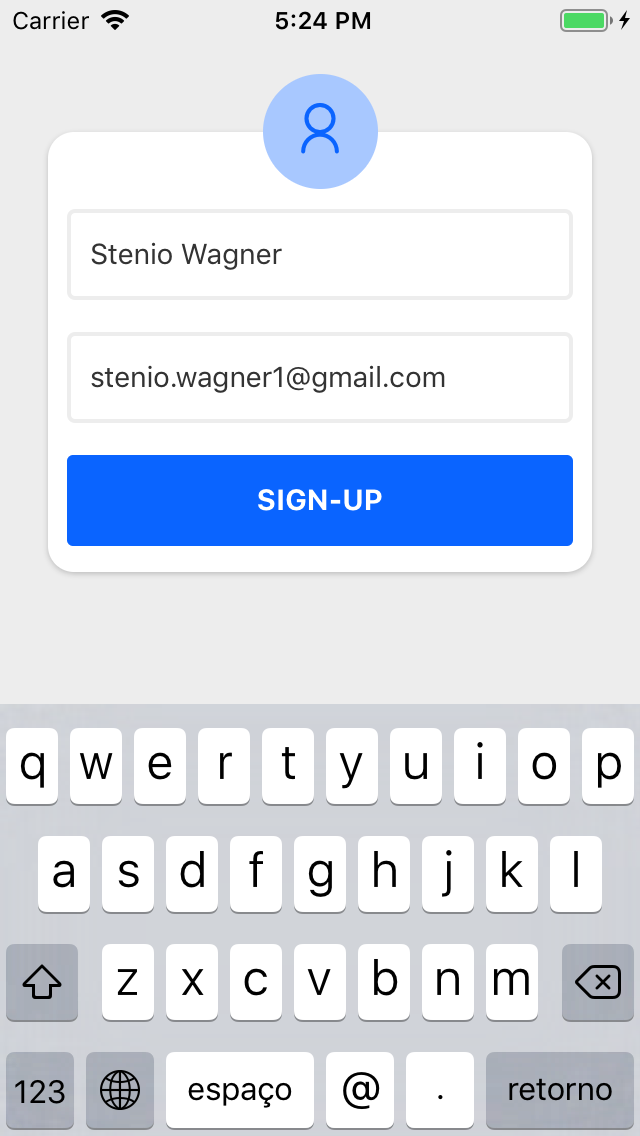 Carrier 5:24 PM
Stenio Wagner
stenio.wagner1@gmail.com
SIGN-UP
q w e r t y u i o p
a s d f g h j k l
z x c v b n m
123 espaço @ . retorno